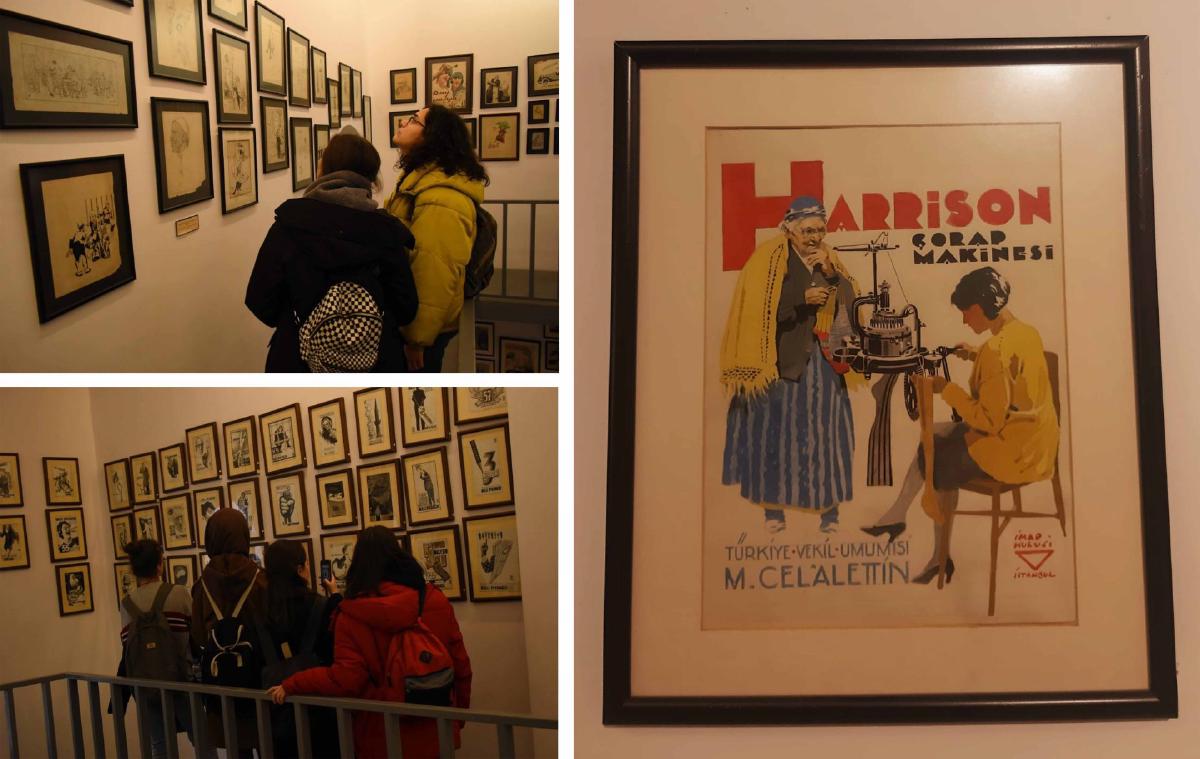 HARRISON
ÇORAP
MAKİNESİ
TÜRKİYE·VEKİL·UMUMİSİ
M. CELÂLETTİN
İHAP
HULUSİ
İSTANBUL